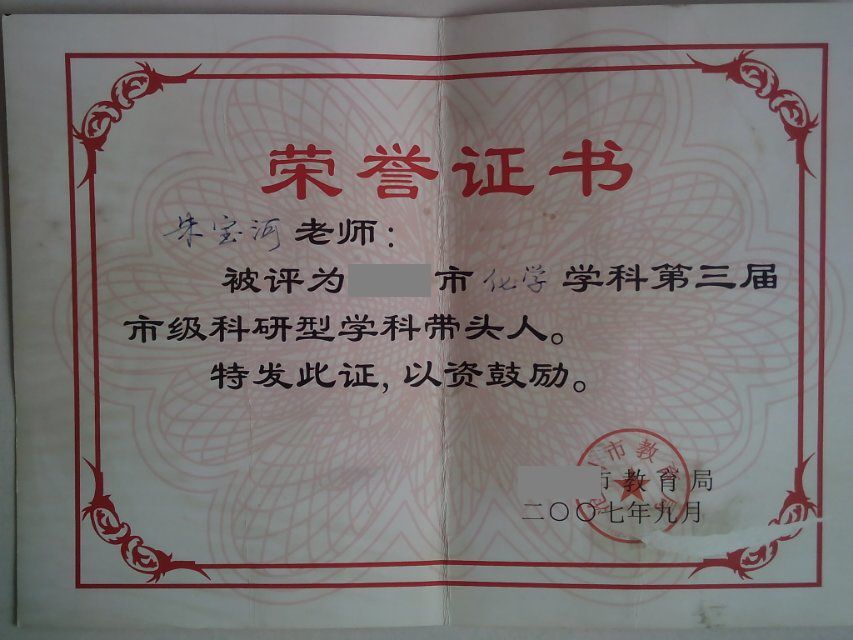 荣誉证书
朱宝河老师：
被评为 市化学学科第三届
市级科研型学科带头人。
特发此证,以资鼓励。
市教育局
二〇〇七年九月